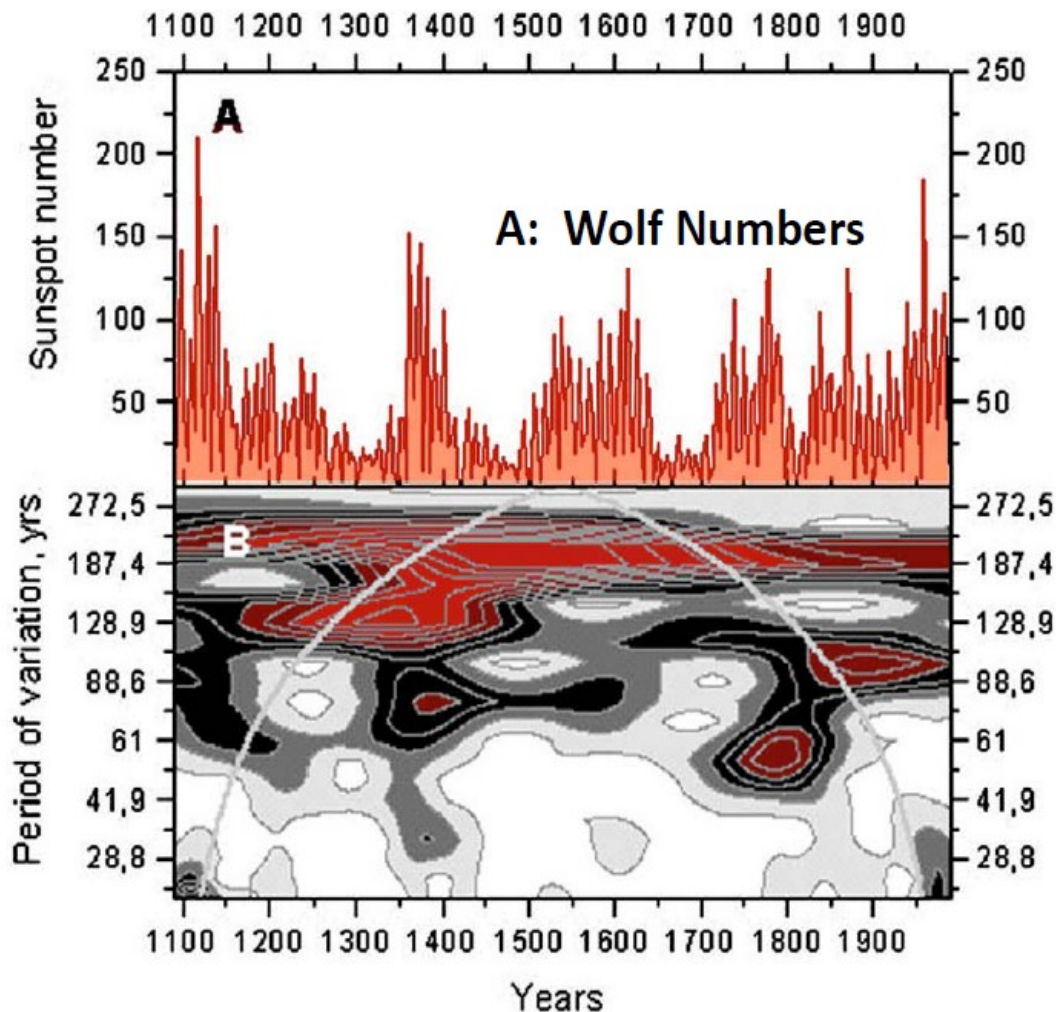 1100 1200 1300 1400 1500 1600 1700 1800 1900
250 250
A
200 200
Sunspot number
150 A: Wolf Numbers 150
100 100
50 50
272,5 272,5
B
187,4 187,4
Period of variation, yrs
128,9 128,9
88,6 88,6
61 61
41,9 41,9
28,8 28,8
1100 1200 1300 1400 1500 1600 1700 1800 1900
Years